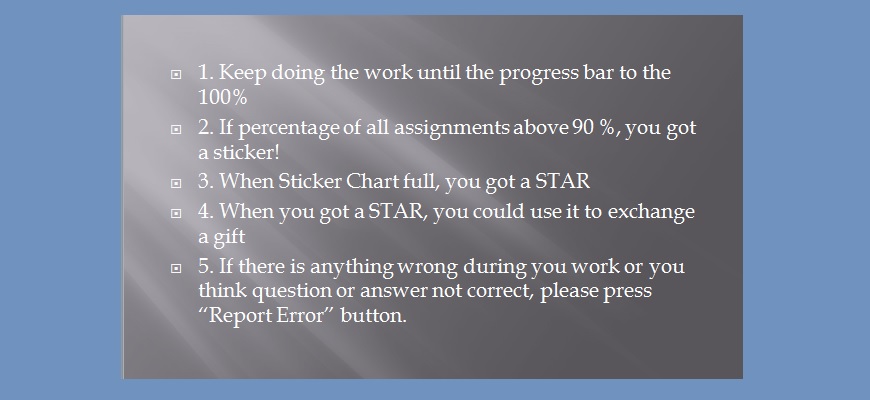 1. Keep doing the work until the progress bar to the
100%
2. If percentage of all assignments above 90 %, you got
a sticker!
3. When Sticker Chart full, you got a STAR
4. When you got a STAR, you could use it to exchange
a gift
5. If there is anything wrong during you work or you
think question or answer not correct, please press
“Report Error” button.